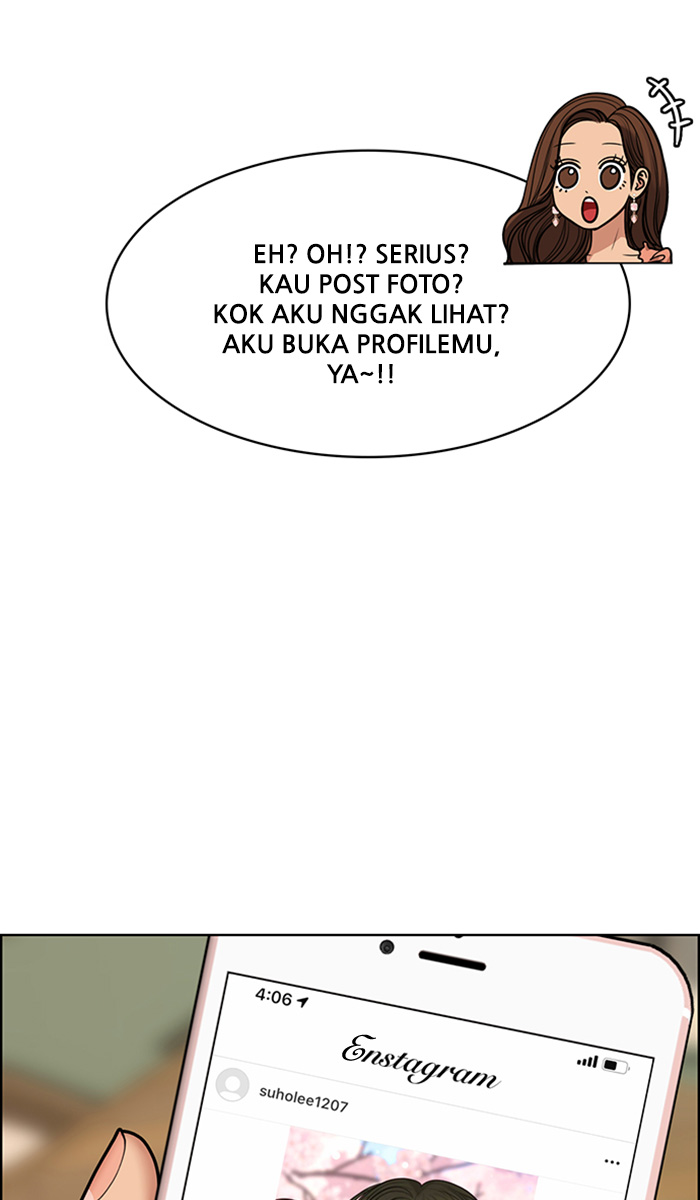 EH? OH!? SERIUS?
KAU POST FOTO?
KOK AKU NGGAK LIHAT?
AKU BUKA PROFILEMU,
YA~!!
4:06
Enstagram
suholee1207